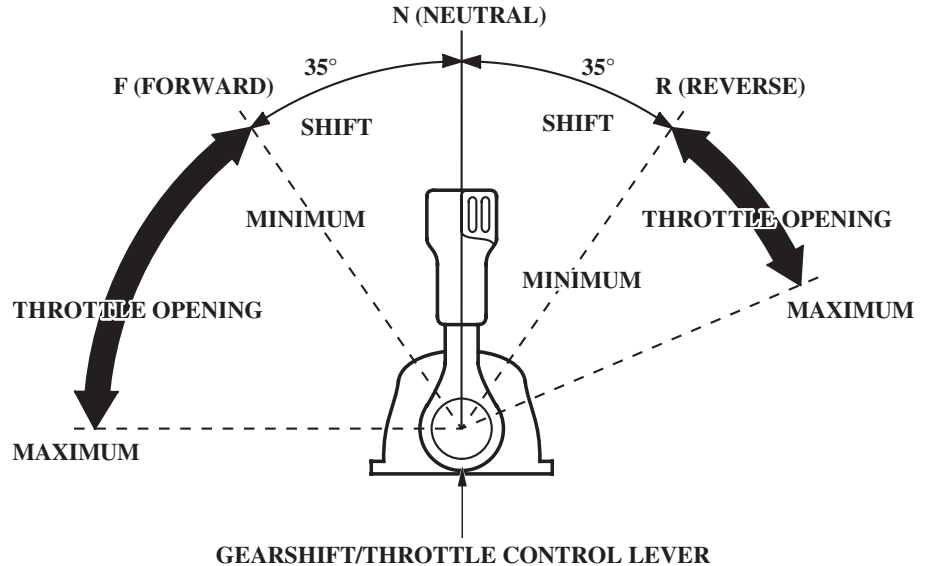 N (NEUTRAL)
35°
35°
F (FORWARD)
R (REVERSE)
SHIFT
SHIFT
MINIMUM
THROTTLE OPENING
MINIMUM
THROTTLE OPENING
MAXIMUM
MAXIMUM
GEARSHIFT/THROTTLE CONTROL LEVER